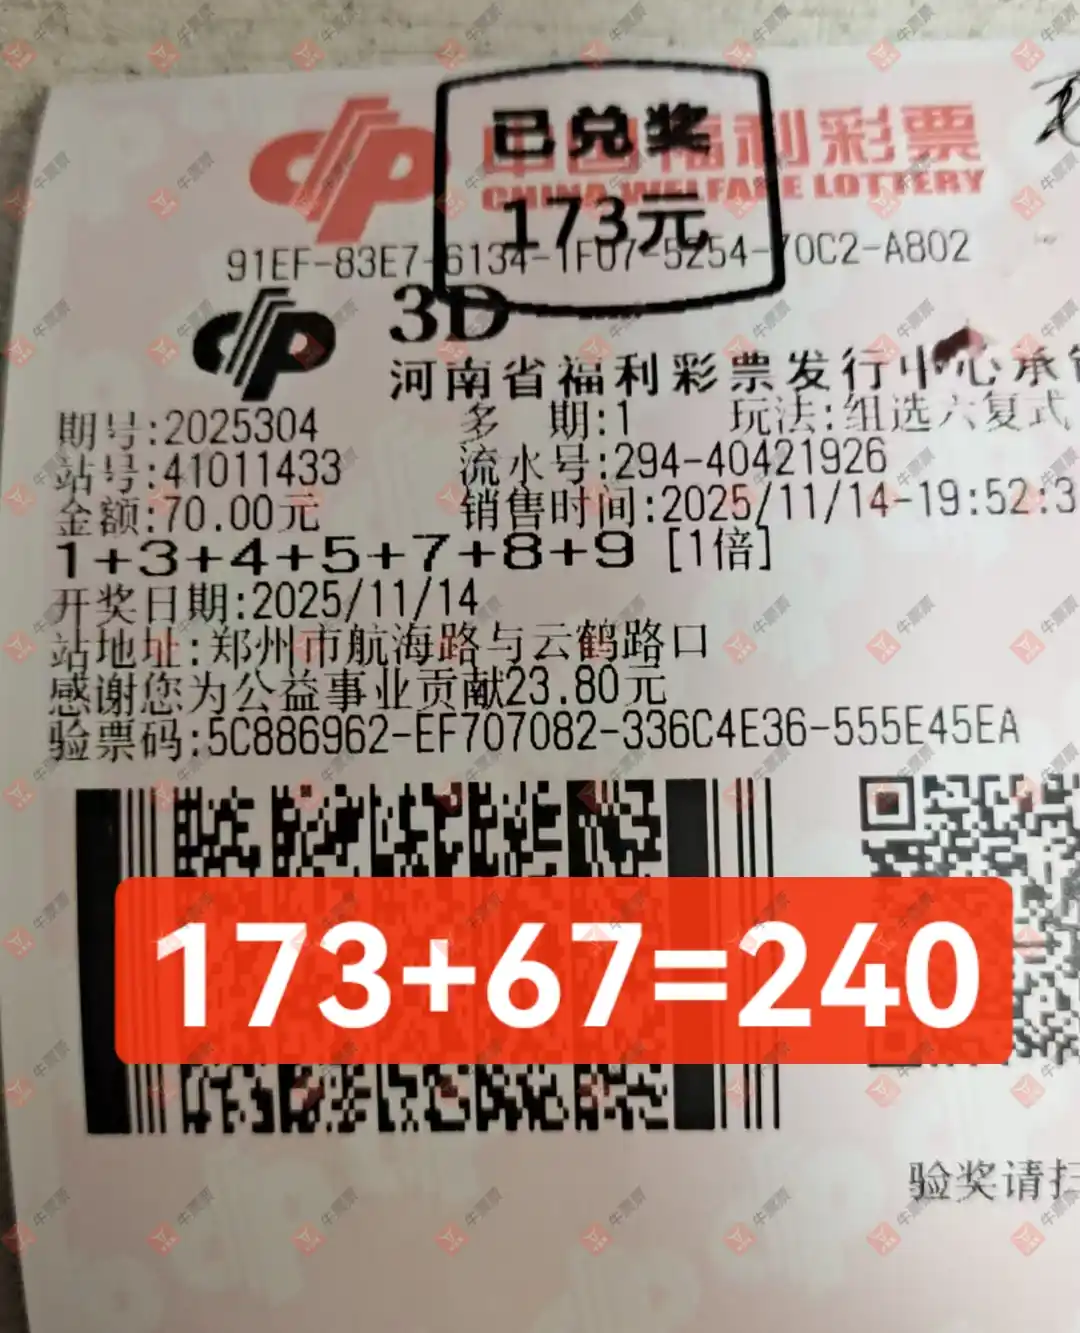 已兑奖
中国福利彩票
CHINA WELFARE LOTTERY
173元
91EF-83E7-6134-1F07-5254-70C2-A802
3D
河南省福利彩票发行中心承
期号:2025304 多 期:1 玩法:组选六复式
站号:41011433 流水号:294-40421926
金额:70.00元 销售时间:2025/11/14-19:52:3
1+3+4+5+7+8+9 [1倍]
开奖日期:2025/11/14
站地址:郑州市航海路与云鹤路口
感谢您为公益事业贡献23.80元
验票码:5C886962-EF707082-336C4E36-555E45EA
173+67=240
验奖请扫
牛票票